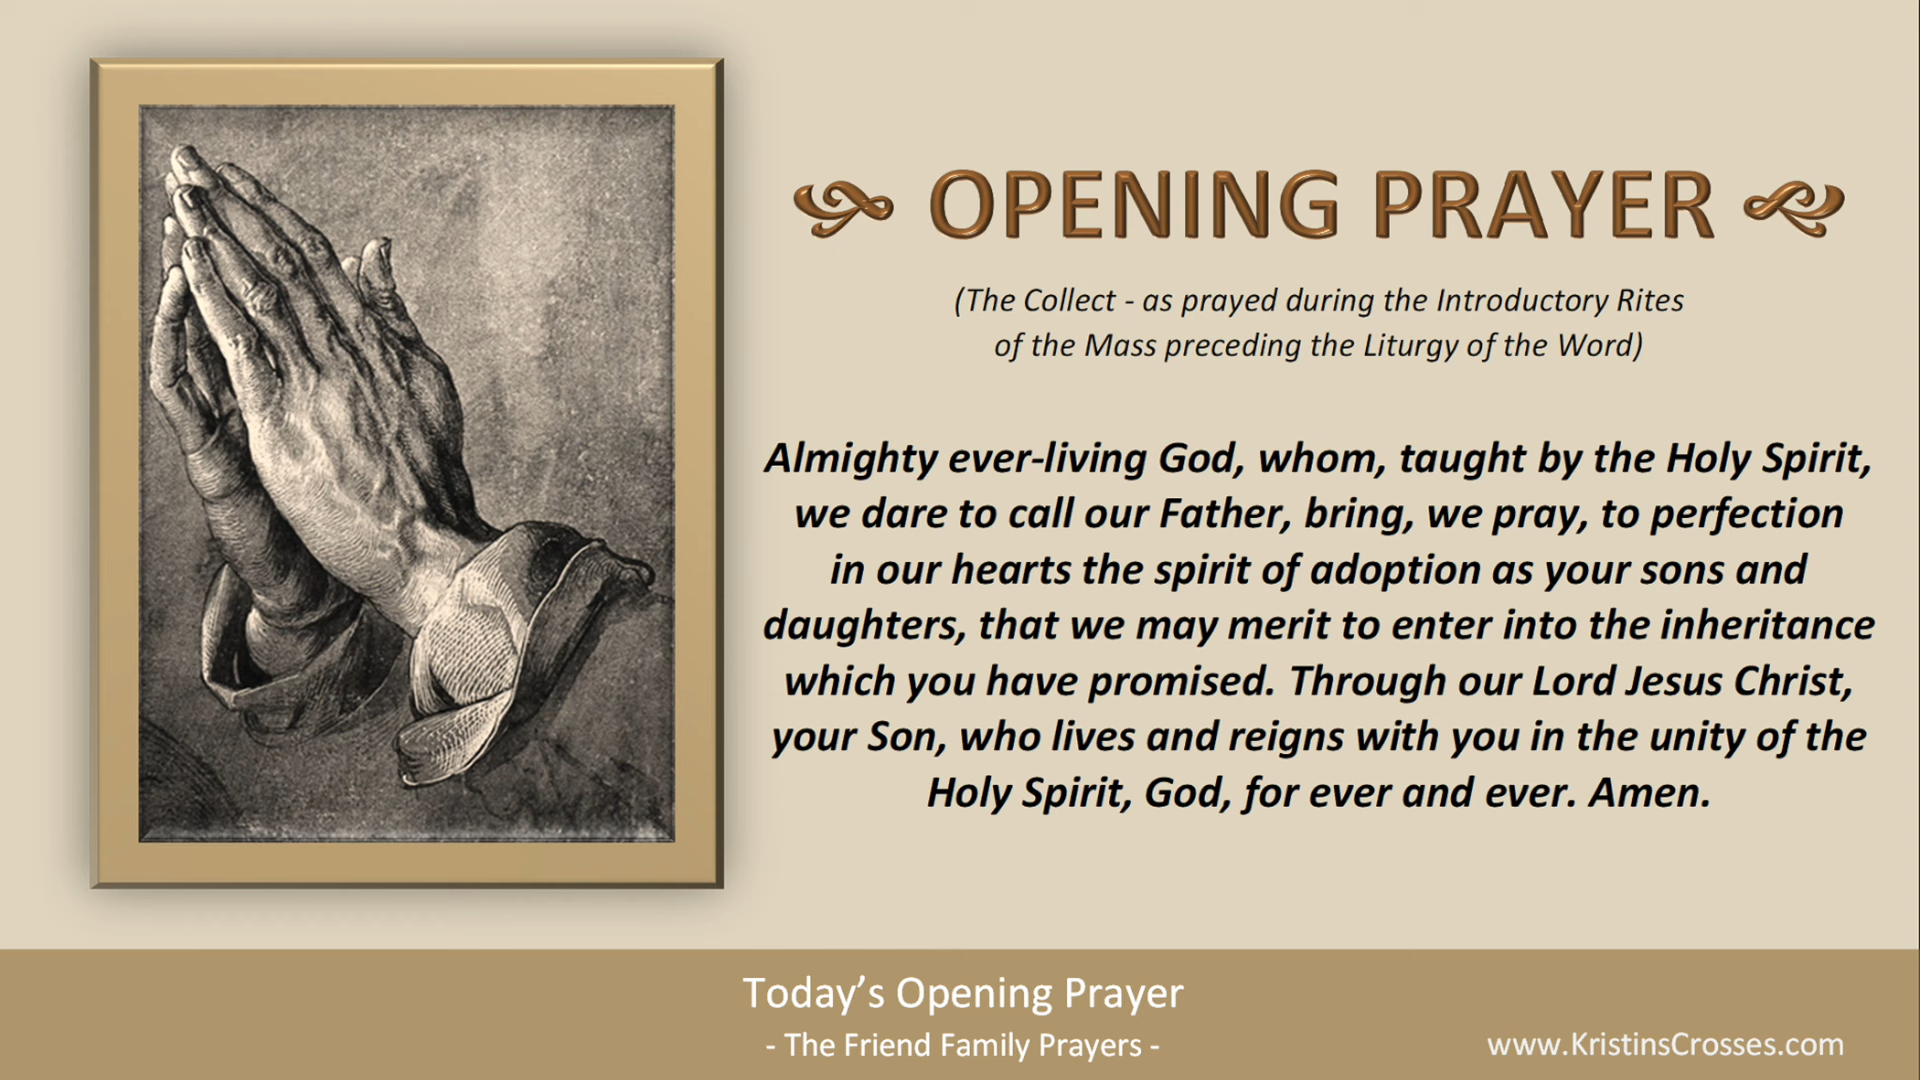 OPENING PRAYER
(The Collect - as prayed during the Introductory Rites
of the Mass preceding the Liturgy of the Word)
Almighty ever-living God, whom, taught by the Holy Spirit,
we dare to call our Father, bring, we pray, to perfection
in our hearts the spirit of adoption as your sons and
daughters, that we may merit to enter into the inheritance
which you have promised. Through our Lord Jesus Christ,
your Son, who lives and reigns with you in the unity of the
Holy Spirit, God, for ever and ever. Amen.
Today’s Opening Prayer
- The Friend Family Prayers -
www.KristinsCrosses.com